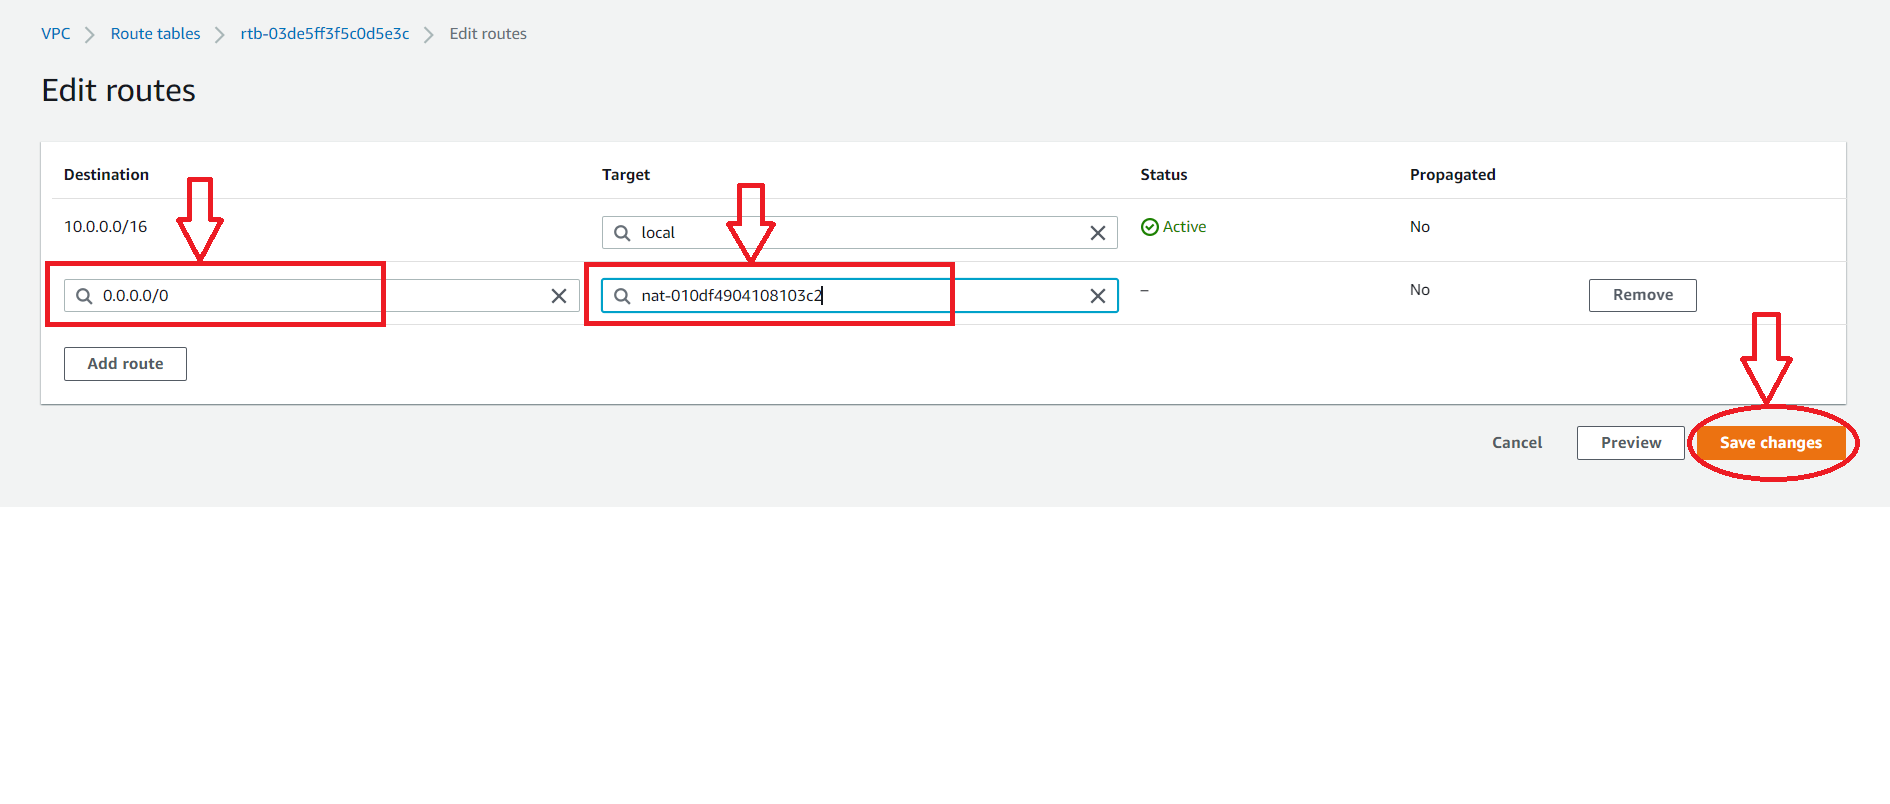 VPC > Route tables > rtb-03de5ff3f5c0d5e3c > Edit routes
Edit routes
Destination Target Status Propagated
10.0.0.0/16 local Active No
0.0.0.0/0 nat-010df4904108103c2 – No Remove
Add route
Cancel Preview Save changes